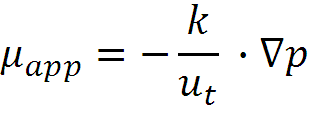 μ_app = − k/u_t · ∇p